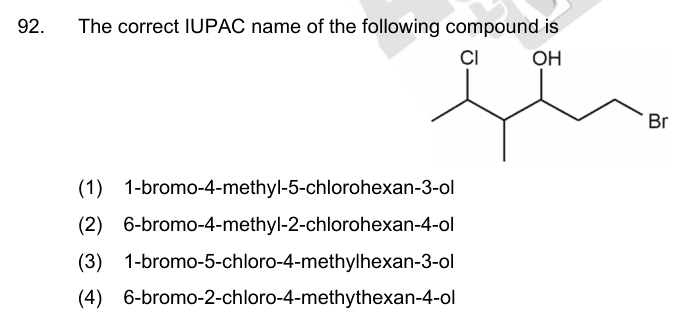 92. The correct IUPAC name of the following compound is
Cl OH
Br
(1) 1-bromo-4-methyl-5-chlorohexan-3-ol
(2) 6-bromo-4-methyl-2-chlorohexan-4-ol
(3) 1-bromo-5-chloro-4-methylhexan-3-ol
(4) 6-bromo-2-chloro-4-methythexan-4-ol